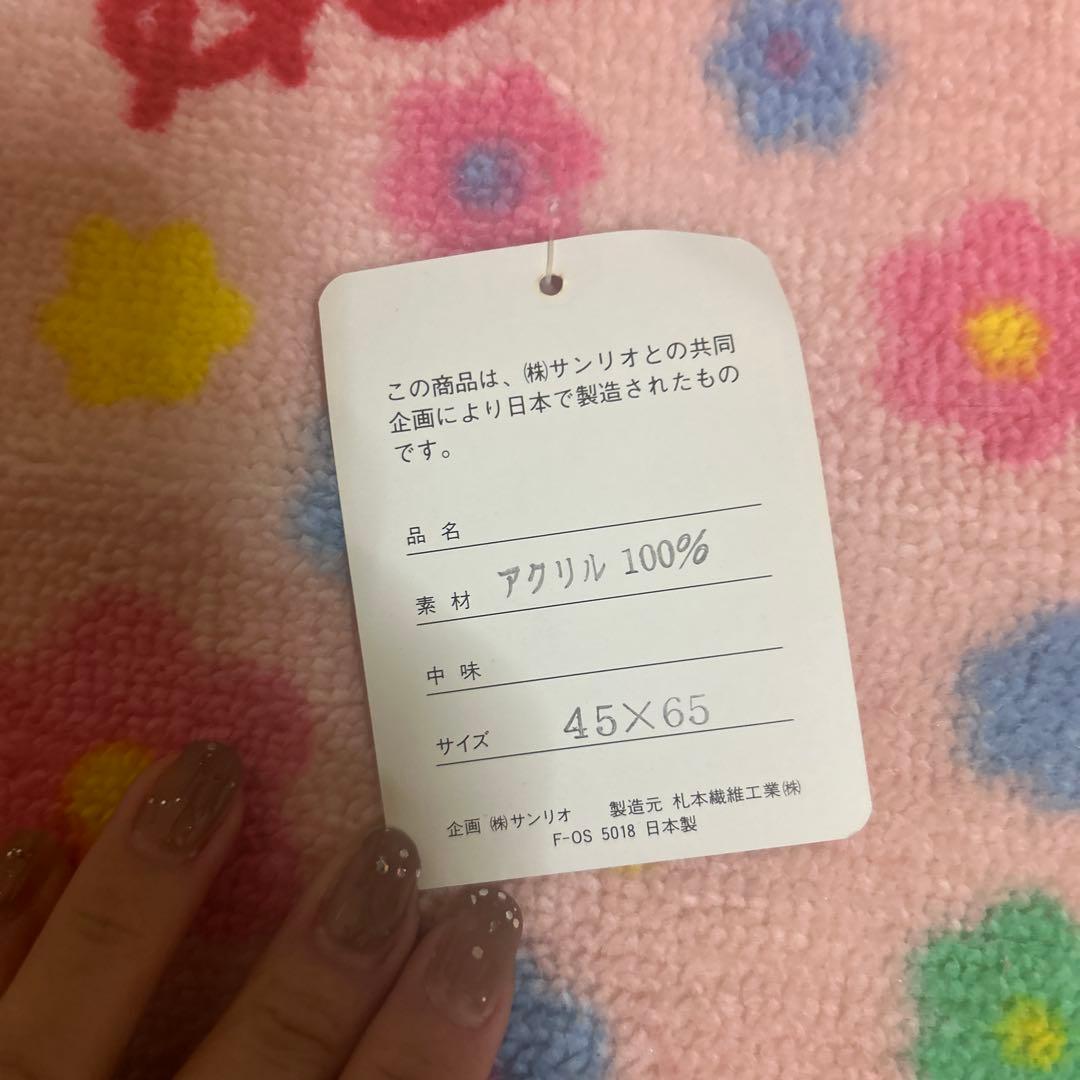 この商品は、㈱サンリオとの共同
企画により日本で製造されたもの
です。
品 名
素 材 アクリル 100%
中 味
サイズ 45×65
企画 ㈱サンリオ 製造元 札本繊維工業㈱
F-OS 5018 日本製